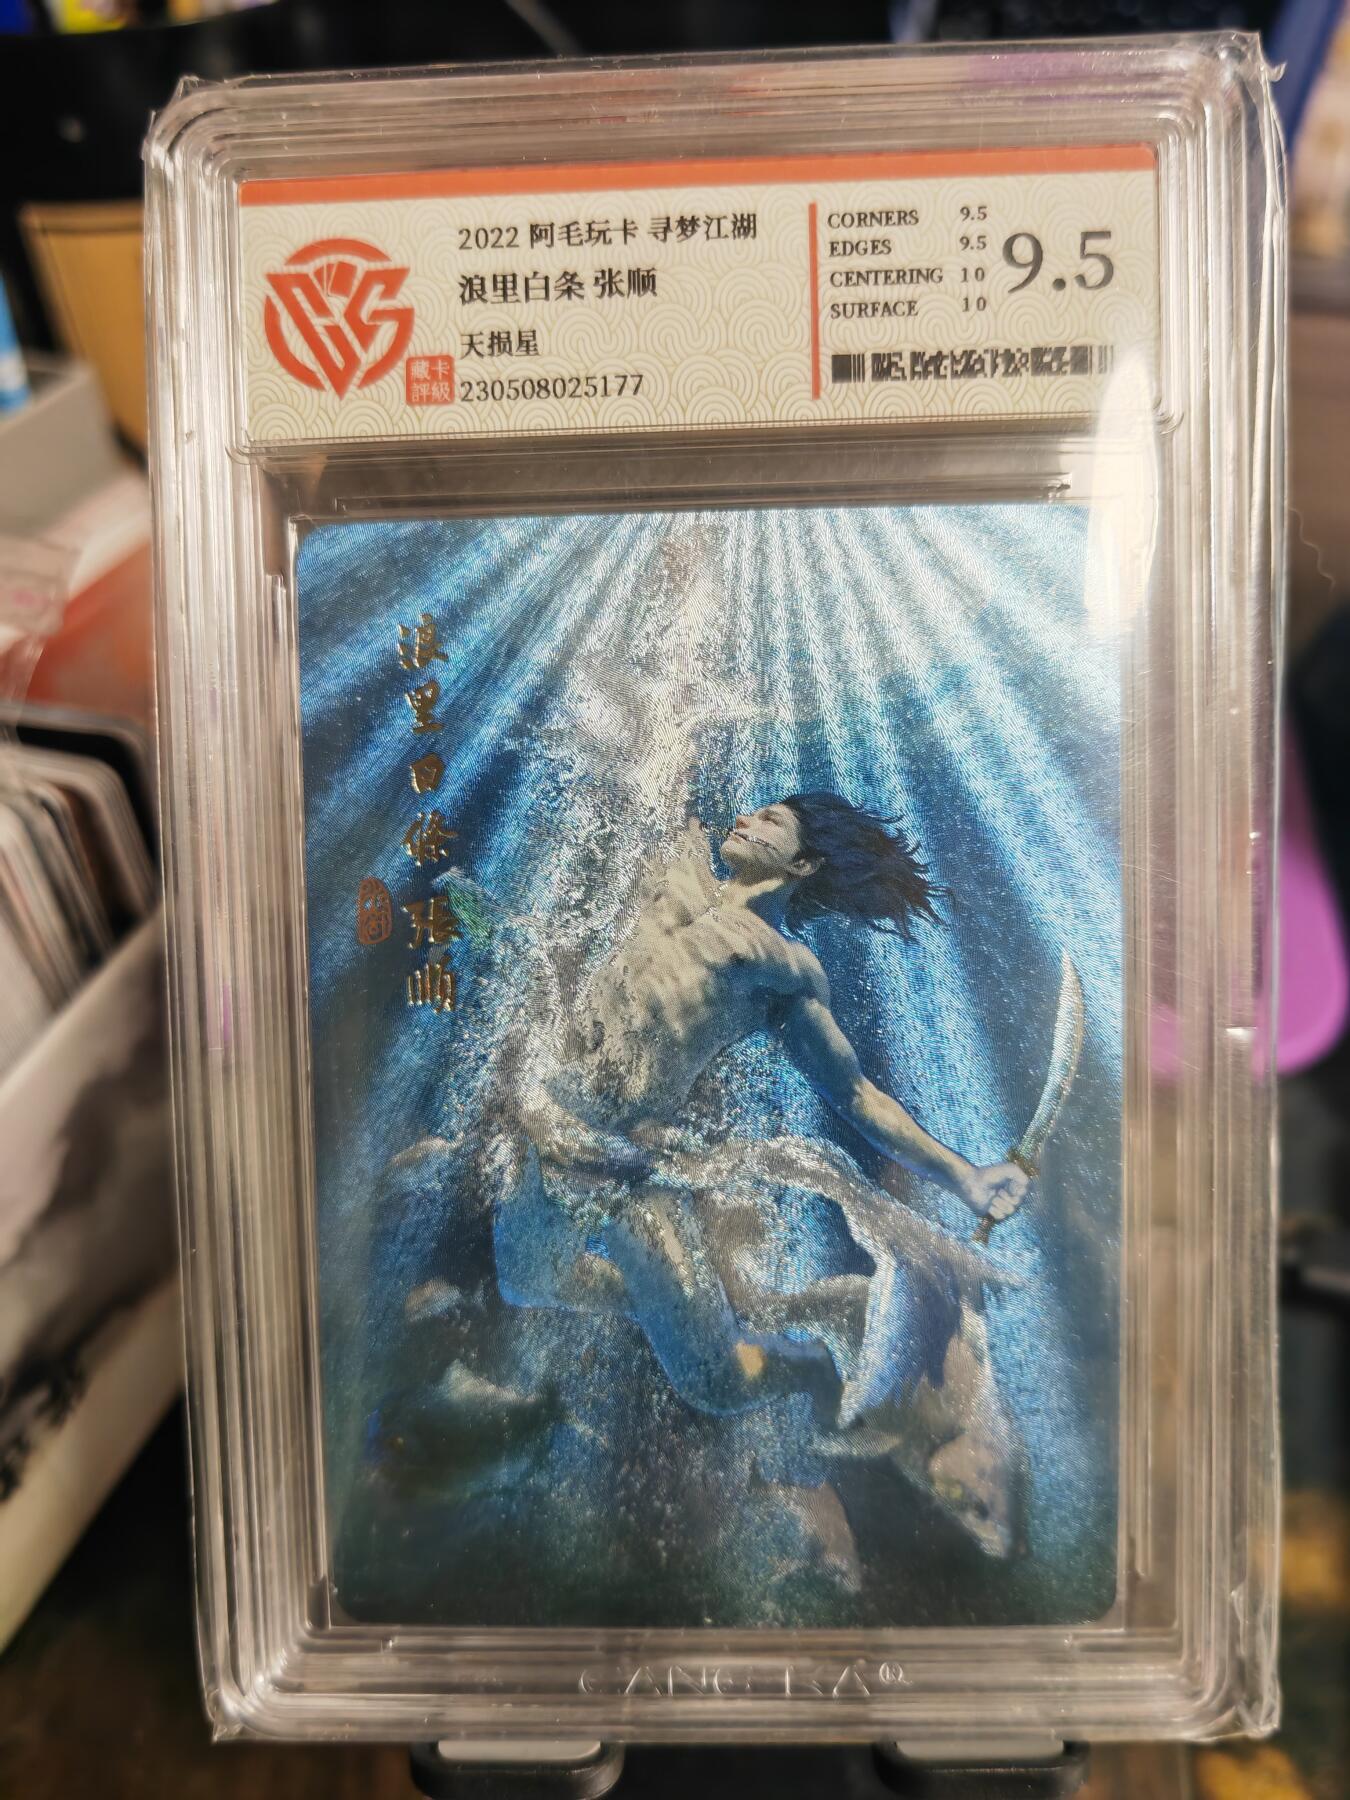 2022 阿毛玩卡 寻梦江湖
浪里白条 张顺
天损星
藏卡
評級
230508025177
CORNERS 9.5
EDGES 9.5
CENTERING 10
SURFACE 10
9.5
浪里白條張順
CANG KA®